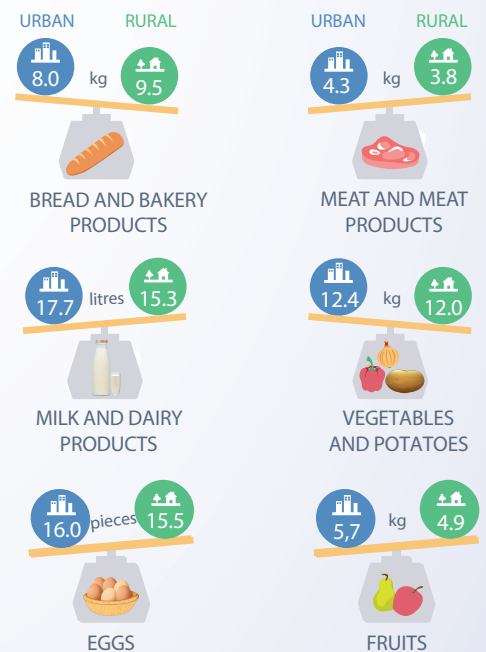 URBAN RURAL
8.0 kg 9.5
BREAD AND BAKERY
PRODUCTS
URBAN RURAL
4.3 kg 3.8
MEAT AND MEAT
PRODUCTS
17.7 litres 15.3
MILK AND DAIRY
PRODUCTS
12.4 kg 12.0
VEGETABLES
AND POTATOES
16.0 pieces 15.5
EGGS
5,7 kg 4.9
FRUITS